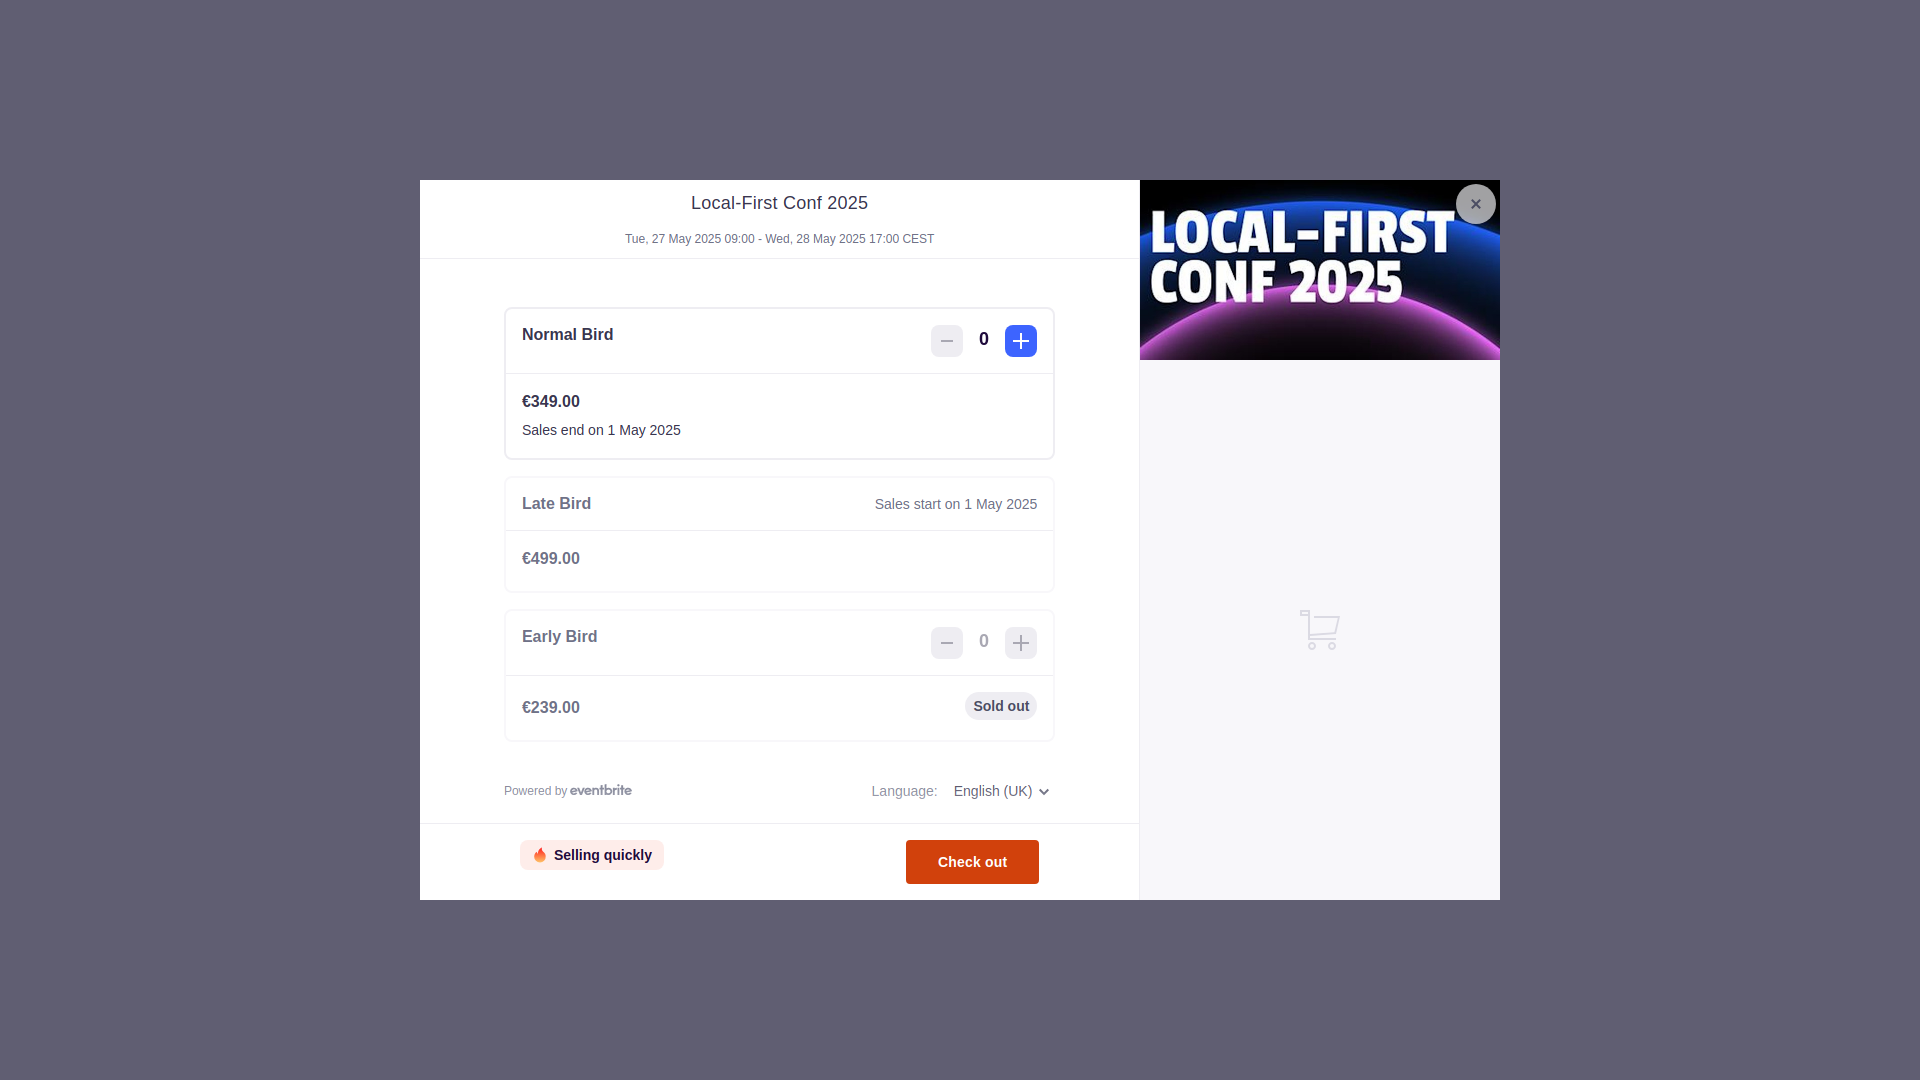 Local-First Conf 2025
Tue, 27 May 2025 09:00 - Wed, 28 May 2025 17:00 CEST
Normal Bird
0
€349.00
Sales end on 1 May 2025
Late Bird
Sales start on 1 May 2025
€499.00
Early Bird
0
€239.00
Sold out
Powered by eventbrite
Language: English (UK)
Selling quickly
Check out
LOCAL-FIRST
CONF 2025